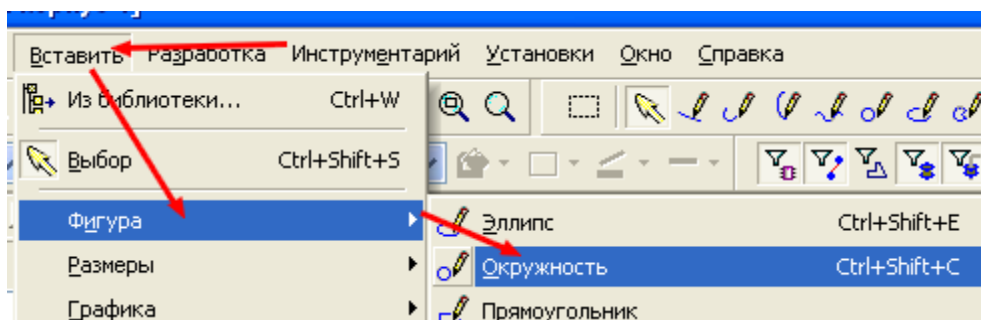 Вставить Разработка Инструментарий Установки Окно Справка
Из библиотеки... Ctrl+W
Выбор Ctrl+Shift+S
Фигура
Эллипс Ctrl+Shift+E
Размеры
Окружность Ctrl+Shift+C
Графика
Прямоугольник